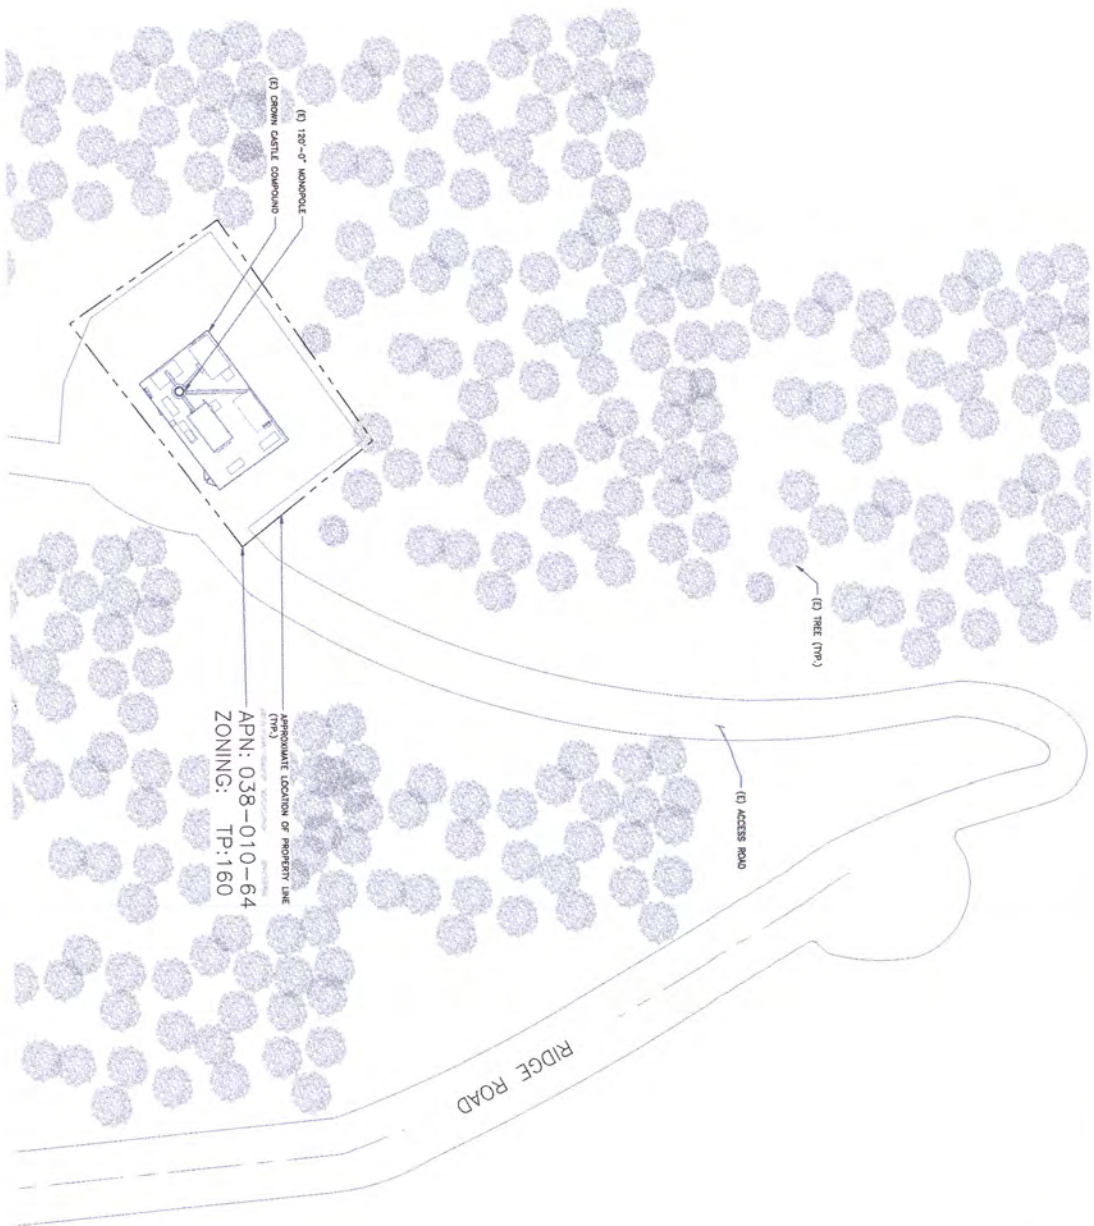 (E) 120'-0" MONOPOLE
(E) CROWN CASTLE COMPOUND
(E) TREE (TYP.)
(E) ACCESS ROAD
APPROXIMATE LOCATION OF PROPERTY LINE
(TYP.)
APN: 038-010-64
ZONING: TP:160
RIDGE ROAD